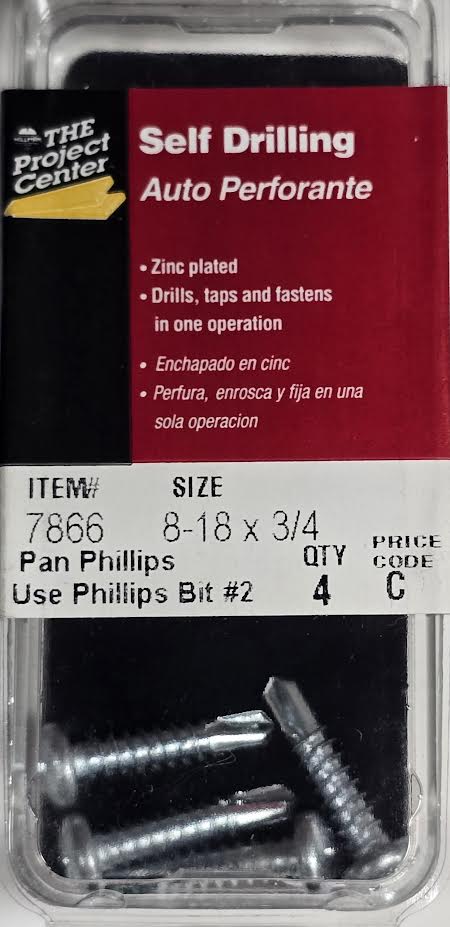 THE
Project
Center
Self Drilling
Auto Perforante
• Zinc plated
• Drills, taps and fastens
in one operation
• Enchapado en cinc
• Perfura, enrosca y fija en una
sola operacion
ITEM# SIZE
7866 8-18 x 3/4
Pan Phillips QTY PRICE CODE
Use Phillips Bit #2 4 C